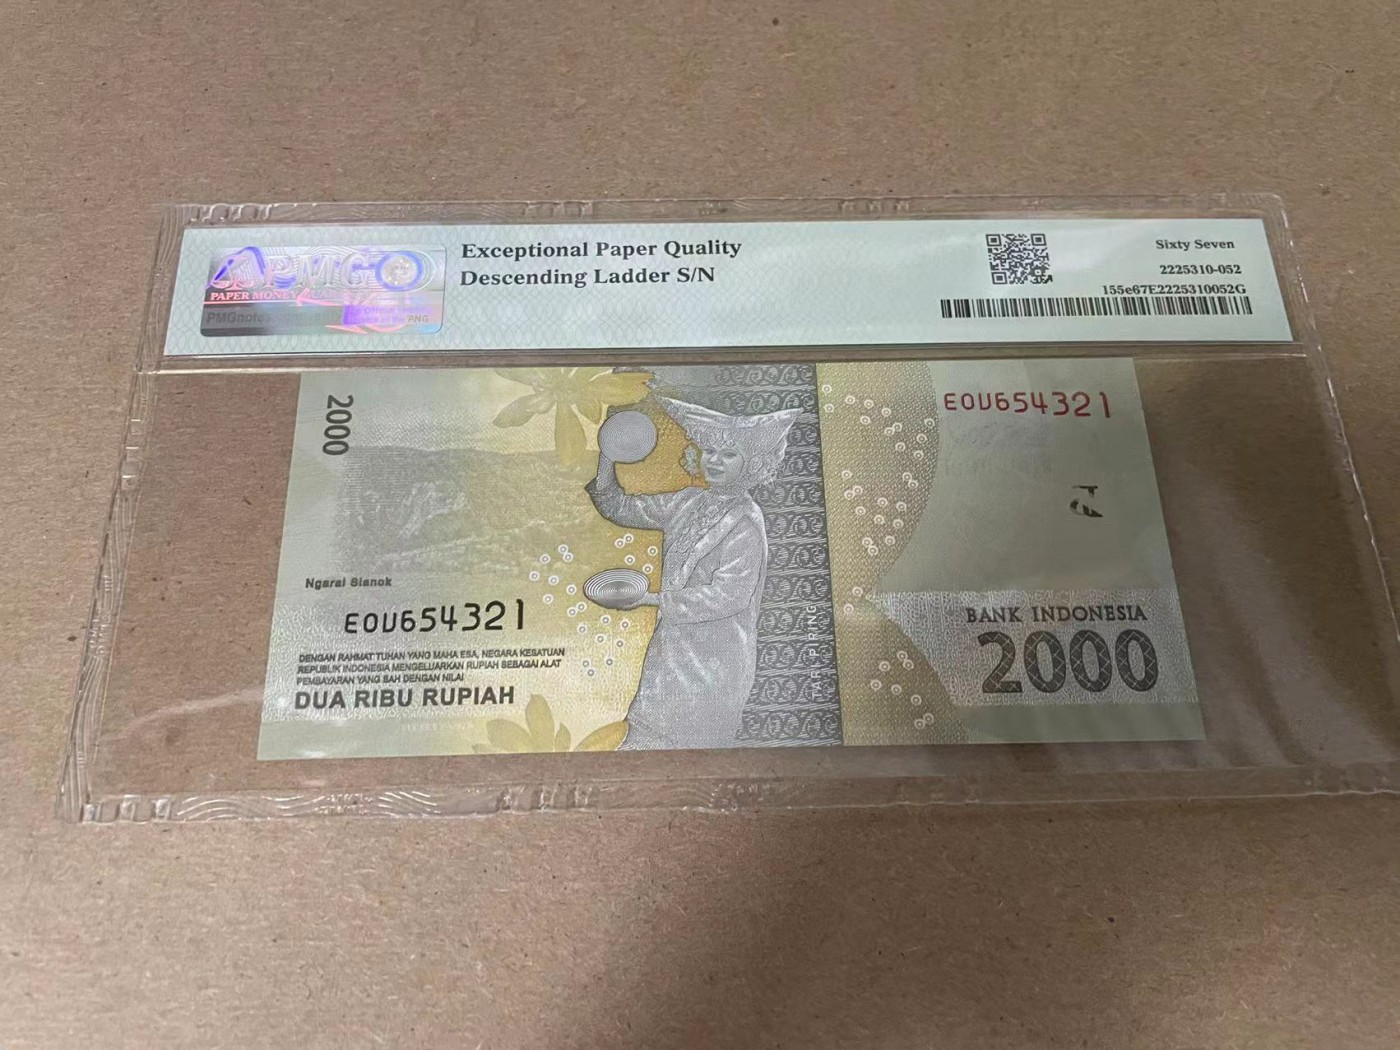 PMG
PAPER MONEY
Exceptional Paper Quality
Descending Ladder S/N
Sixty Seven
2225310-052
155e67E2225310052G
2000
EOU654321
Ngarai Sianok
EOU654321
DENGAN RAHMAT TUHAN YANG MAHA ESA, NEGARA KESATUAN
REPUBLIK INDONESIA MENGELUARKAN RUPIAH SEBAGAI ALAT
PEMBAYARAN YANG SAH DENGAN NILAI
DUA RIBU RUPIAH
TARI PIRING
BANK INDONESIA
2000